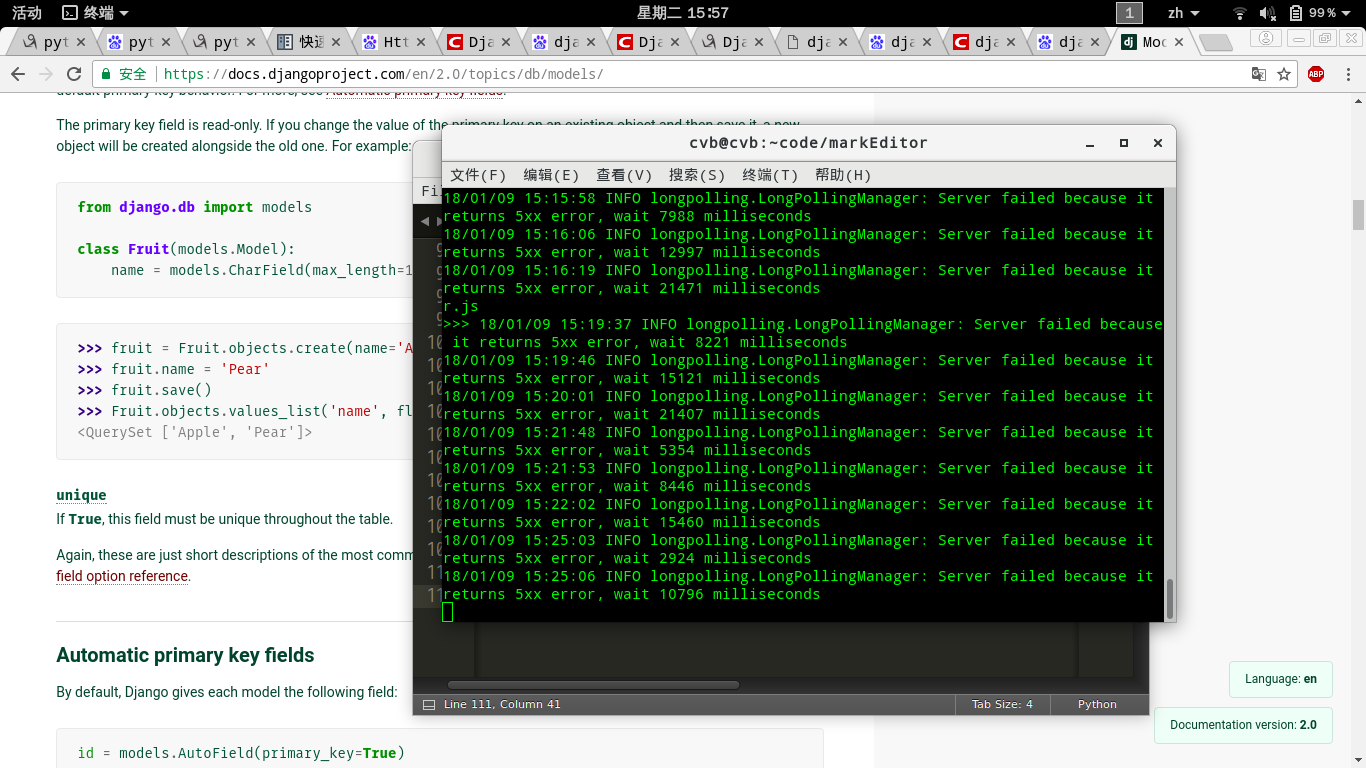 活动 终端 星期二 15:57 1 zh 99%
pyt pyt pyt 快速 Htt Dja dja Dja Dja dja dja dja dja Mod
安全 https://docs.djangoproject.com/en/2.0/topics/db/models/ ABP
default primary-key behavior. For more, see Automatic primary key fields.
The primary key field is read-only. If you change the value of the primary key on an existing object and then save it, a new
object will be created alongside the old one. For example:
from django.db import models
class Fruit(models.Model):
name = models.CharField(max_length=1
>>> fruit = Fruit.objects.create(name='A
>>> fruit.name = 'Pear'
>>> fruit.save()
>>> Fruit.objects.values_list('name', fl
<QuerySet ['Apple', 'Pear']>
unique
If True, this field must be unique throughout the table.
Again, these are just short descriptions of the most comm
field option reference.
Automatic primary key fields
By default, Django gives each model the following field:
id = models.AutoField(primary_key=True)
cvb@cvb:~code/markEditor
文件(F) 编辑(E) 查看(V) 搜索(S) 终端(T) 帮助(H)
18/01/09 15:15:58 INFO longpolling.LongPollingManager: Server failed because it
returns 5xx error, wait 7988 milliseconds
18/01/09 15:16:06 INFO longpolling.LongPollingManager: Server failed because it
returns 5xx error, wait 12997 milliseconds
18/01/09 15:16:19 INFO longpolling.LongPollingManager: Server failed because it
returns 5xx error, wait 21471 milliseconds
r.js
>>> 18/01/09 15:19:37 INFO longpolling.LongPollingManager: Server failed because
it returns 5xx error, wait 8221 milliseconds
18/01/09 15:19:46 INFO longpolling.LongPollingManager: Server failed because it
returns 5xx error, wait 15121 milliseconds
18/01/09 15:20:01 INFO longpolling.LongPollingManager: Server failed because it
returns 5xx error, wait 21407 milliseconds
18/01/09 15:21:48 INFO longpolling.LongPollingManager: Server failed because it
returns 5xx error, wait 5354 milliseconds
18/01/09 15:21:53 INFO longpolling.LongPollingManager: Server failed because it
returns 5xx error, wait 8446 milliseconds
18/01/09 15:22:02 INFO longpolling.LongPollingManager: Server failed because it
returns 5xx error, wait 15460 milliseconds
18/01/09 15:25:03 INFO longpolling.LongPollingManager: Server failed because it
returns 5xx error, wait 2924 milliseconds
18/01/09 15:25:06 INFO longpolling.LongPollingManager: Server failed because it
returns 5xx error, wait 10796 milliseconds
Line 111, Column 41 Tab Size: 4 Python
Language: en
Documentation version: 2.0